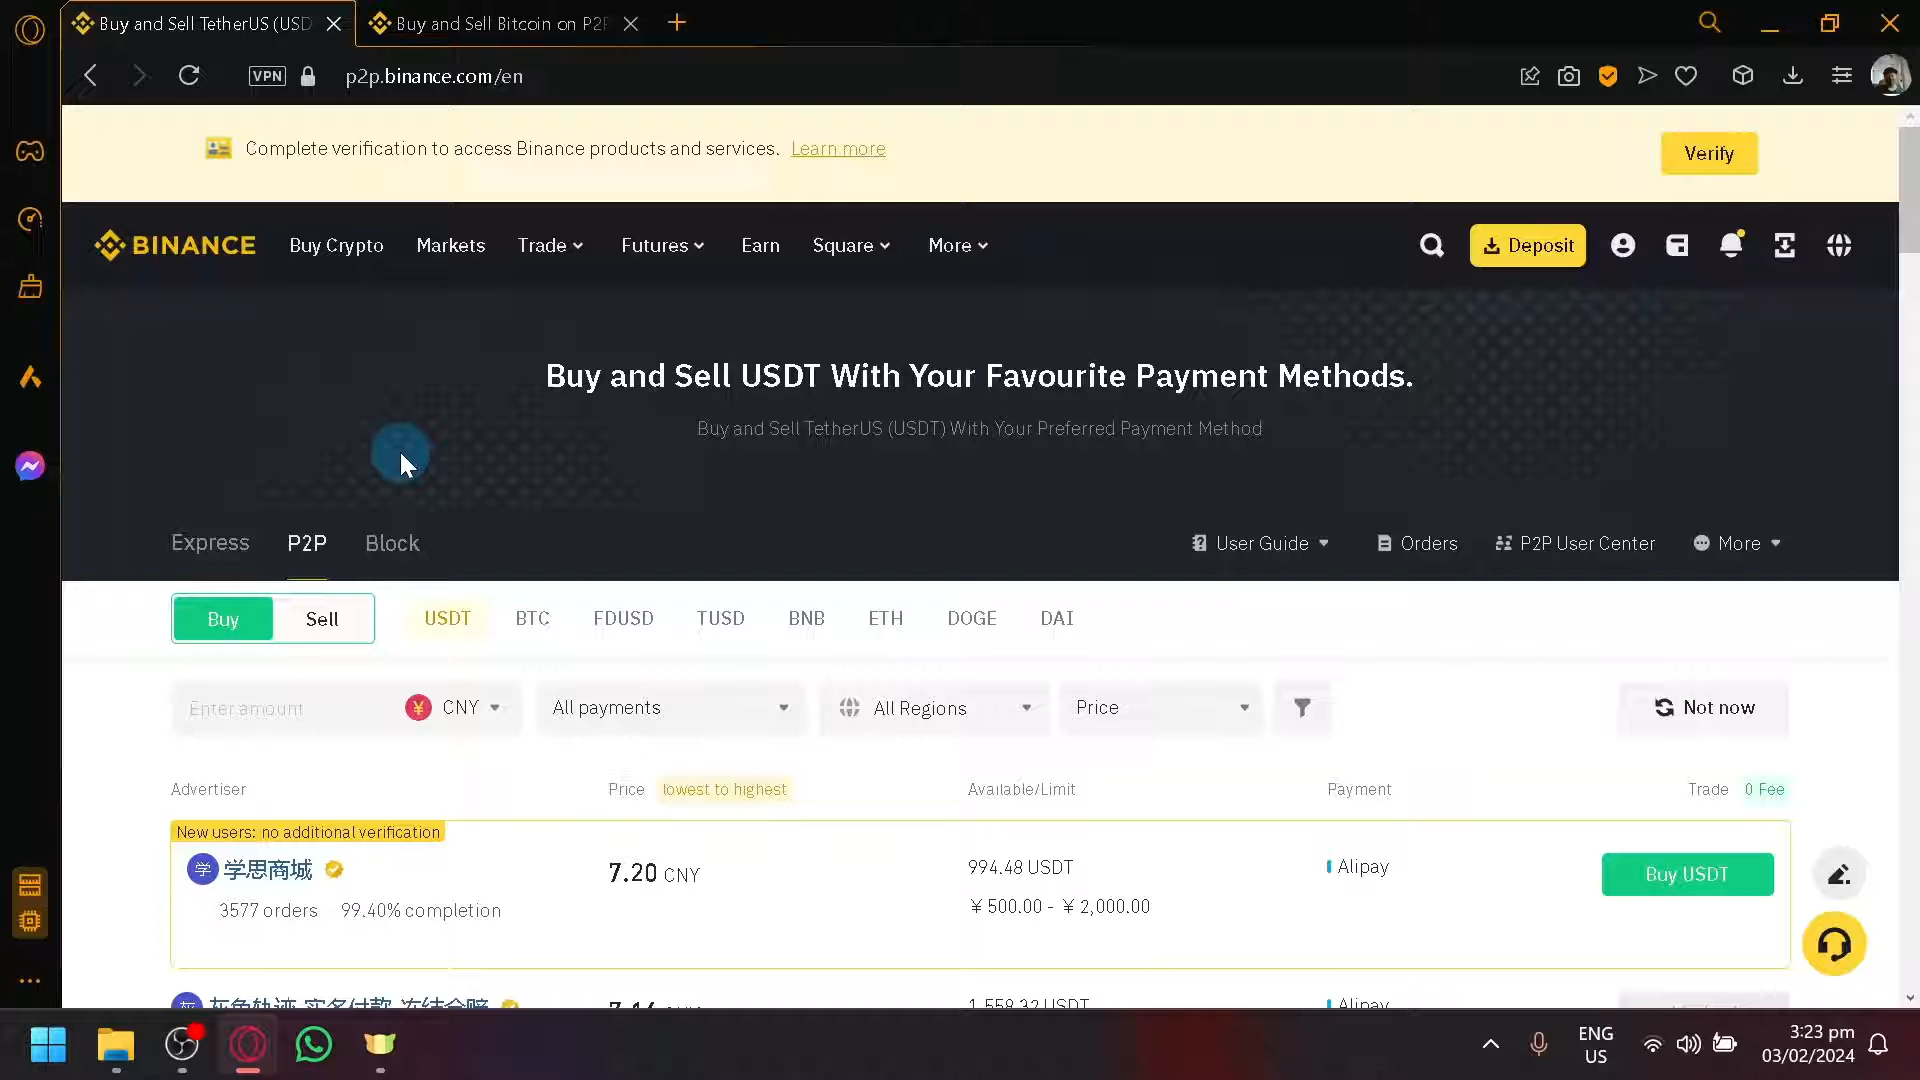 Buy and Sell TetherUS (USD
Buy and Sell Bitcoin on P2P
VPN
p2p.binance.com/en
Complete verification to access Binance products and services. Learn more
Verify
BINANCE
Buy Crypto
Markets
Trade
Futures
Earn
Square
More
Deposit
Buy and Sell USDT With Your Favourite Payment Methods.
Buy and Sell TetherUS (USDT) With Your Preferred Payment Method
Express
P2P
Block
User Guide
Orders
P2P User Center
More
Buy
Sell
USDT
BTC
FDUSD
TUSD
BNB
ETH
DOGE
DAI
Enter amount
¥ CNY
All payments
All Regions
Price
Not now
Advertiser
Price lowest to highest
Available/Limit
Payment
Trade 0 Fee
New users: no additional verification
学 学思商城
7.20 CNY
994.48 USDT
Alipay
Buy USDT
3577 orders
99.40% completion
¥ 500.00 - ¥ 2,000.00
1,558.32 USDT
Alipay
ENG
US
3:23 pm
03/02/2024